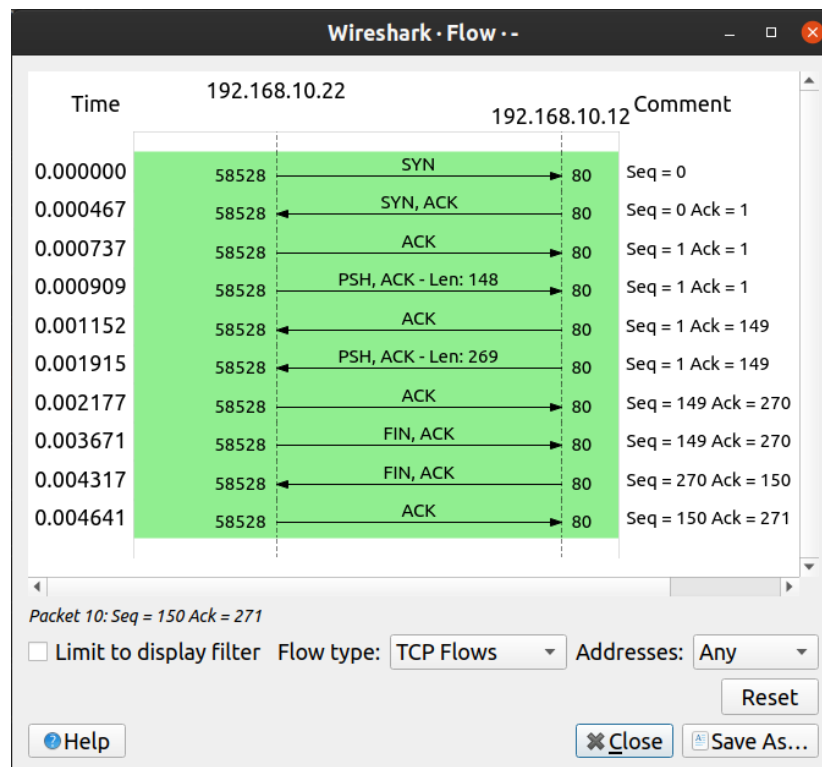 Wireshark · Flow · -
192.168.10.22
Time
192.168.10.12 Comment
SYN
0.000000 58528 80 Seq = 0
SYN, ACK
0.000467 58528 80 Seq = 0 Ack = 1
ACK
0.000737 58528 80 Seq = 1 Ack = 1
PSH, ACK - Len: 148
0.000909 58528 80 Seq = 1 Ack = 1
ACK
0.001152 58528 80 Seq = 1 Ack = 149
PSH, ACK - Len: 269
0.001915 58528 80 Seq = 1 Ack = 149
ACK
0.002177 58528 80 Seq = 149 Ack = 270
FIN, ACK
0.003671 58528 80 Seq = 149 Ack = 270
FIN, ACK
0.004317 58528 80 Seq = 270 Ack = 150
ACK
0.004641 58528 80 Seq = 150 Ack = 271
Packet 10: Seq = 150 Ack = 271
Limit to display filter Flow type: TCP Flows Addresses: Any
Reset
Help Close Save As...